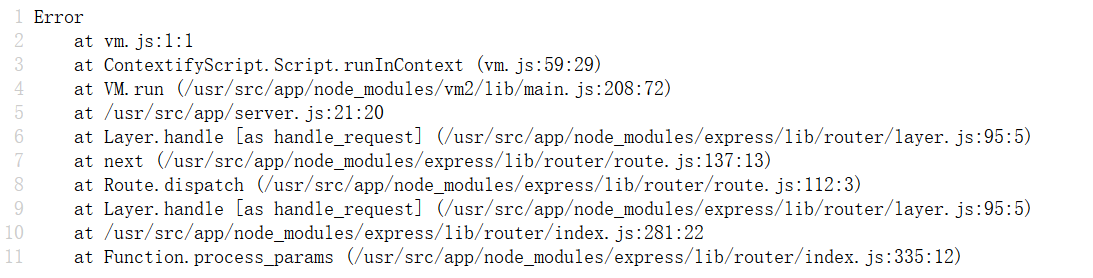 1 Error
2     at vm.js:1:1
3     at ContextifyScript.Script.runInContext (vm.js:59:29)
4     at VM.run (/usr/src/app/node_modules/vm2/lib/main.js:208:72)
5     at /usr/src/app/server.js:21:20
6     at Layer.handle [as handle_request] (/usr/src/app/node_modules/express/lib/router/layer.js:95:5)
7     at next (/usr/src/app/node_modules/express/lib/router/route.js:137:13)
8     at Route.dispatch (/usr/src/app/node_modules/express/lib/router/route.js:112:3)
9     at Layer.handle [as handle_request] (/usr/src/app/node_modules/express/lib/router/layer.js:95:5)
10     at /usr/src/app/node_modules/express/lib/router/index.js:281:22
11     at Function.process_params (/usr/src/app/node_modules/express/lib/router/index.js:335:12)